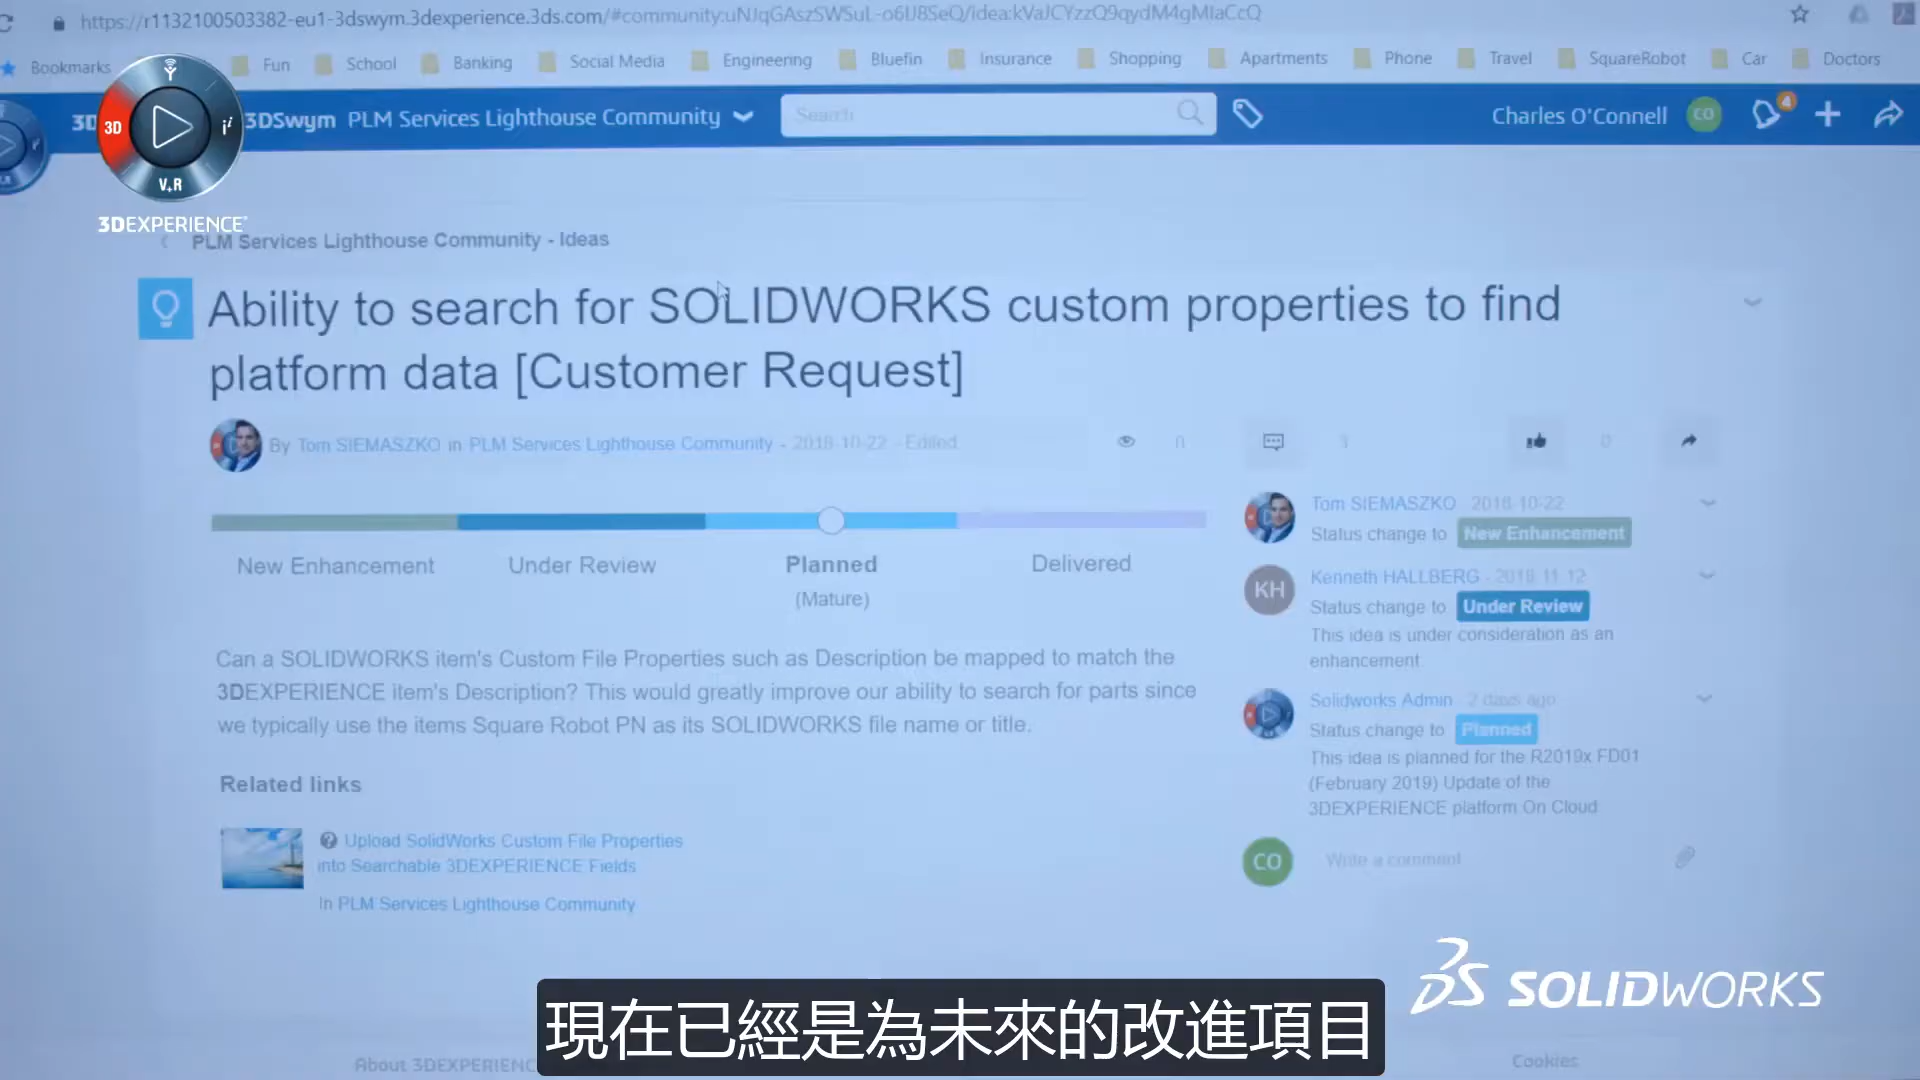 https://r1132100503382-eu1-3dswym.3dexperience.3ds.com/#community:uNJqGAszSWSuL-o6U8SeQ/idea:kVaJCYzzQ9qydM4gMIaCcQ
Bookmarks Fun School Banking Social Media Engineering Bluefin Insurance Shopping Apartments Phone Travel SquareRobot Car Doctors
3DSwym PLM Services Lighthouse Community Search Charles O'Connell CO 4
3D i² V+R
3DEXERIENCE
PLM Services Lighthouse Community - Ideas
Ability to search for SOLIDWORKS custom properties to find
platform data [Customer Request]
By Tom SIEMASZKO in PLM Services Lighthouse Community - 2018-10-22 - Edited 0 3 0
New Enhancement Under Review Planned Delivered
(Mature)
Can a SOLIDWORKS item's Custom File Properties such as Description be mapped to match the
3DEXPERIENCE item's Description? This would greatly improve our ability to search for parts since
we typically use the items Square Robot PN as its SOLIDWORKS file name or title.
Related links
Upload SolidWorks Custom File Properties
into Searchable 3DEXPERIENCE Fields
In PLM Services Lighthouse Community
Tom SIEMASZKO 2018-10-22
Status change to New Enhancement
KH
Kenneth HALLBERG - 2018-11-12
Status change to Under Review
This idea is under consideration as an
enhancement
Solidworks Admin 2 days ago
Status change to Planned
This idea is planned for the R2019x FD01
(February 2019) Update of the
3DEXPERIENCE platform On Cloud
CO Write a comment
SOLIDWORKS
現在已經是為未來的改進項目
About 3DEXPERIENC
Cookies